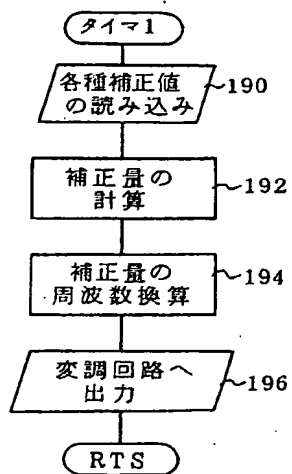 タイマ1
各種補正値
の読み込み
190
補正量の
計算
192
補正量の
周波数換算
194
変調回路へ
出力
196
RTS